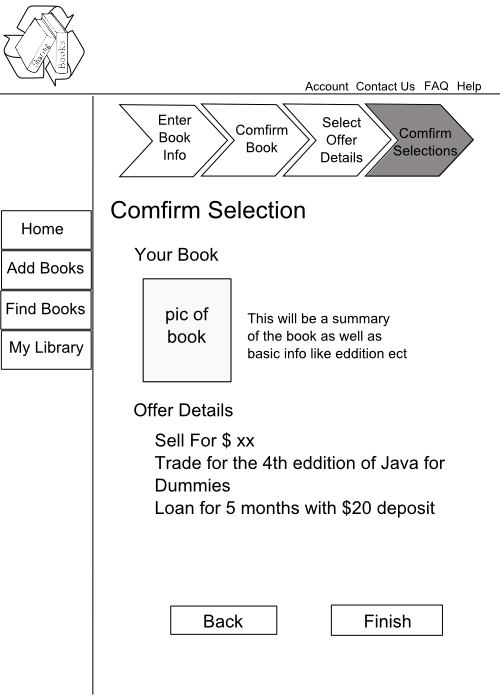 Sharing
Books
Account Contact Us FAQ Help
Enter
Book
Info
Comfirm
Book
Select
Offer
Details
Comfirm
Selections
Comfirm Selection
Home
Add Books
Find Books
My Library
Your Book
pic of
book
This will be a summary
of the book as well as
basic info like eddition ect
Offer Details
Sell For $ xx
Trade for the 4th eddition of Java for
Dummies
Loan for 5 months with $20 deposit
Back
Finish